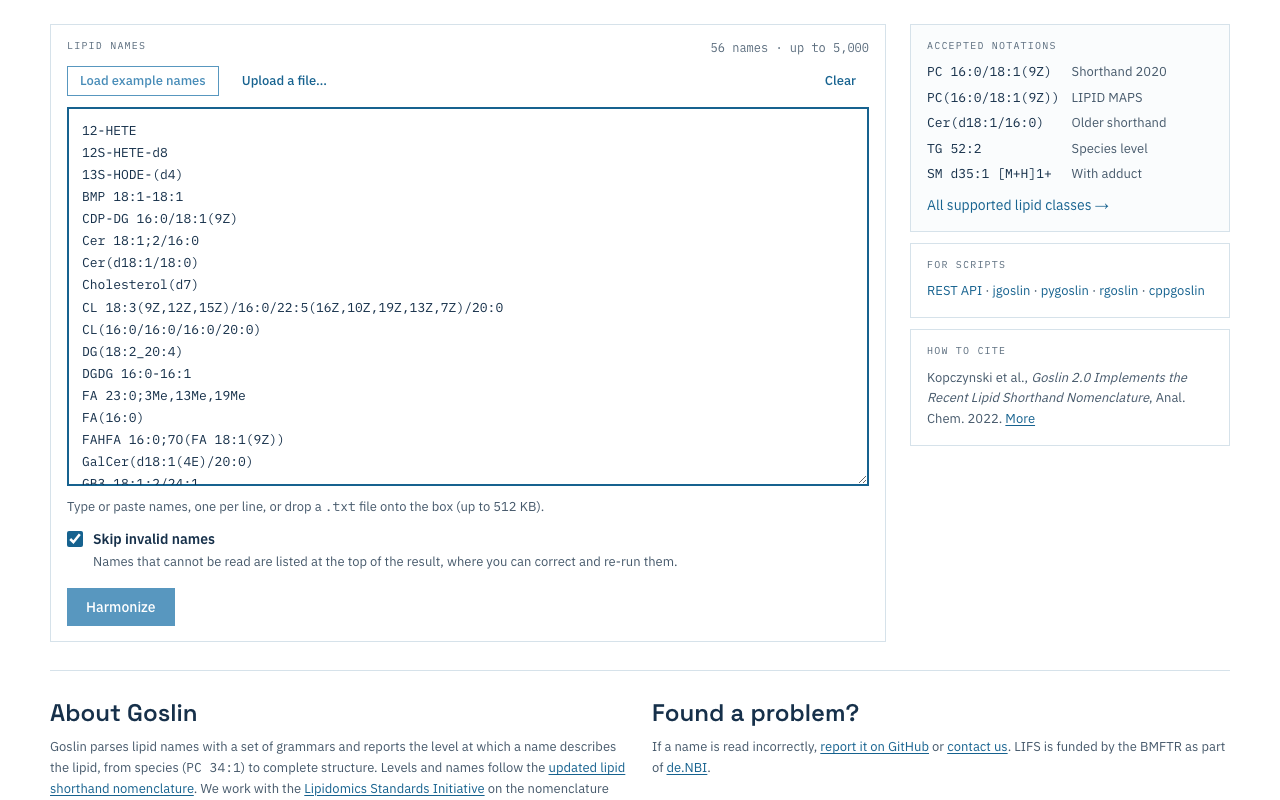 LIPID NAMES
56 names · up to 5,000
Load example names
Upload a file...
Clear
12-HETE
12S-HETE-d8
13S-HODE-(d4)
BMP 18:1-18:1
CDP-DG 16:0/18:1(9Z)
Cer 18:1;2/16:0
Cer(d18:1/18:0)
Cholesterol(d7)
CL 18:3(9Z,12Z,15Z)/16:0/22:5(16Z,10Z,19Z,13Z,7Z)/20:0
CL(16:0/16:0/16:0/20:0)
DG(18:2_20:4)
DGDG 16:0-16:1
FA 23:0;3Me,13Me,19Me
FA(16:0)
FAHFA 16:0;7O(FA 18:1(9Z))
GalCer(d18:1(4E)/20:0)
GB3 18:1;2/24:1
Type or paste names, one per line, or drop a .txt file onto the box (up to 512 KB).
Skip invalid names
Names that cannot be read are listed at the top of the result, where you can correct and re-run them.
Harmonize
ACCEPTED NOTATIONS
PC 16:0/18:1(9Z) Shorthand 2020
PC(16:0/18:1(9Z)) LIPID MAPS
Cer(d18:1/16:0) Older shorthand
TG 52:2 Species level
SM d35:1 [M+H]1+ With adduct
All supported lipid classes →
FOR SCRIPTS
REST API · jgoslin · pygoslin · rgoslin · cppgoslin
HOW TO CITE
Kopczynski et al., Goslin 2.0 Implements the
Recent Lipid Shorthand Nomenclature, Anal.
Chem. 2022. More
About Goslin
Goslin parses lipid names with a set of grammars and reports the level at which a name describes
the lipid, from species (PC 34:1) to complete structure. Levels and names follow the updated lipid
shorthand nomenclature. We work with the Lipidomics Standards Initiative on the nomenclature
Found a problem?
If a name is read incorrectly, report it on GitHub or contact us. LIFS is funded by the BMFTR as part
of de.NBI.